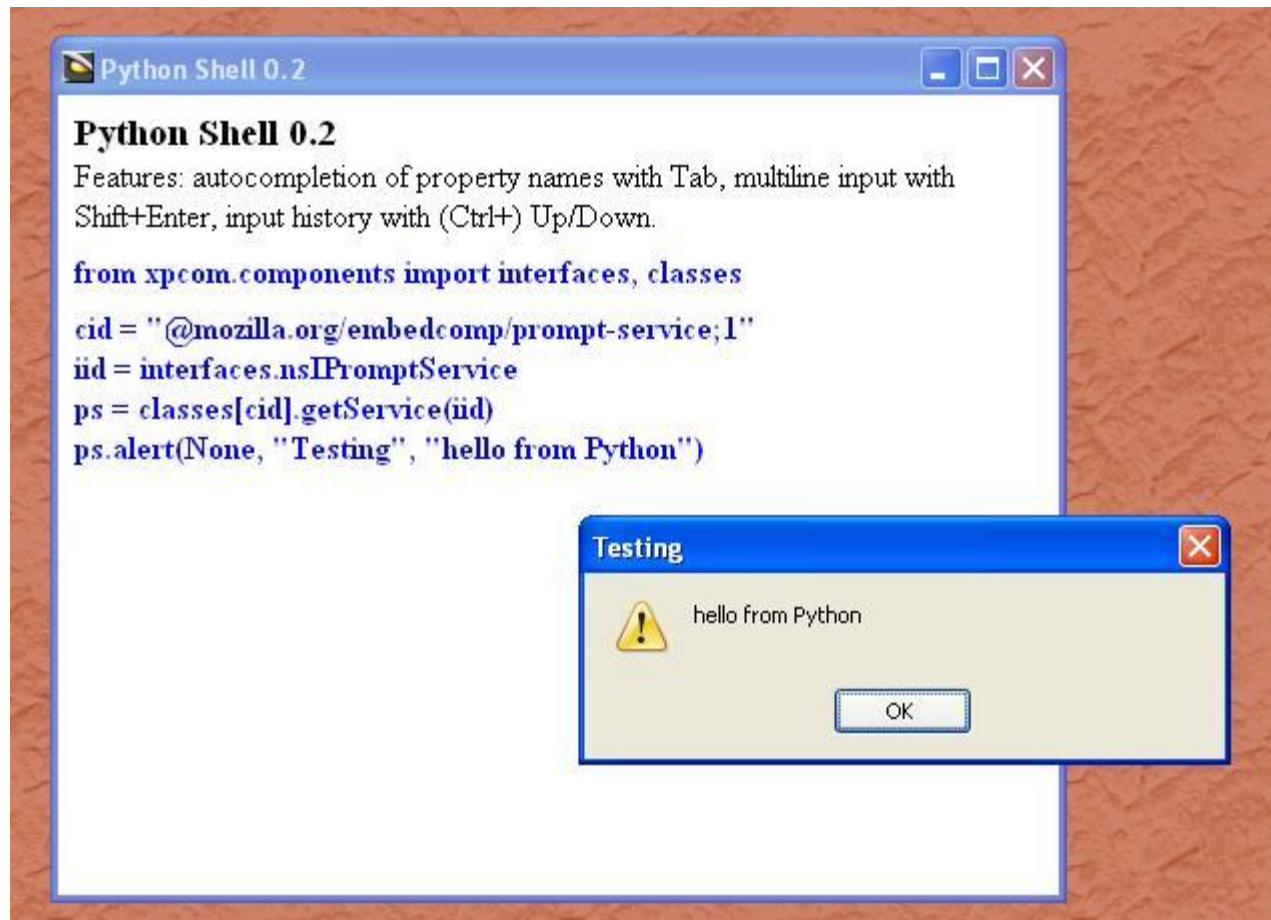 Python Shell 0.2
Python Shell 0.2
Features: autocompletion of property names with Tab, multiline input with
Shift+Enter, input history with (Ctrl+) Up/Down.
from xpcom.components import interfaces, classes
cid = "@mozilla.org/embedcomp/prompt-service;1"
iid = interfaces.nsIPromptService
ps = classes[cid].getService(iid)
ps.alert(None, "Testing", "hello from Python")
Testing
hello from Python
OK